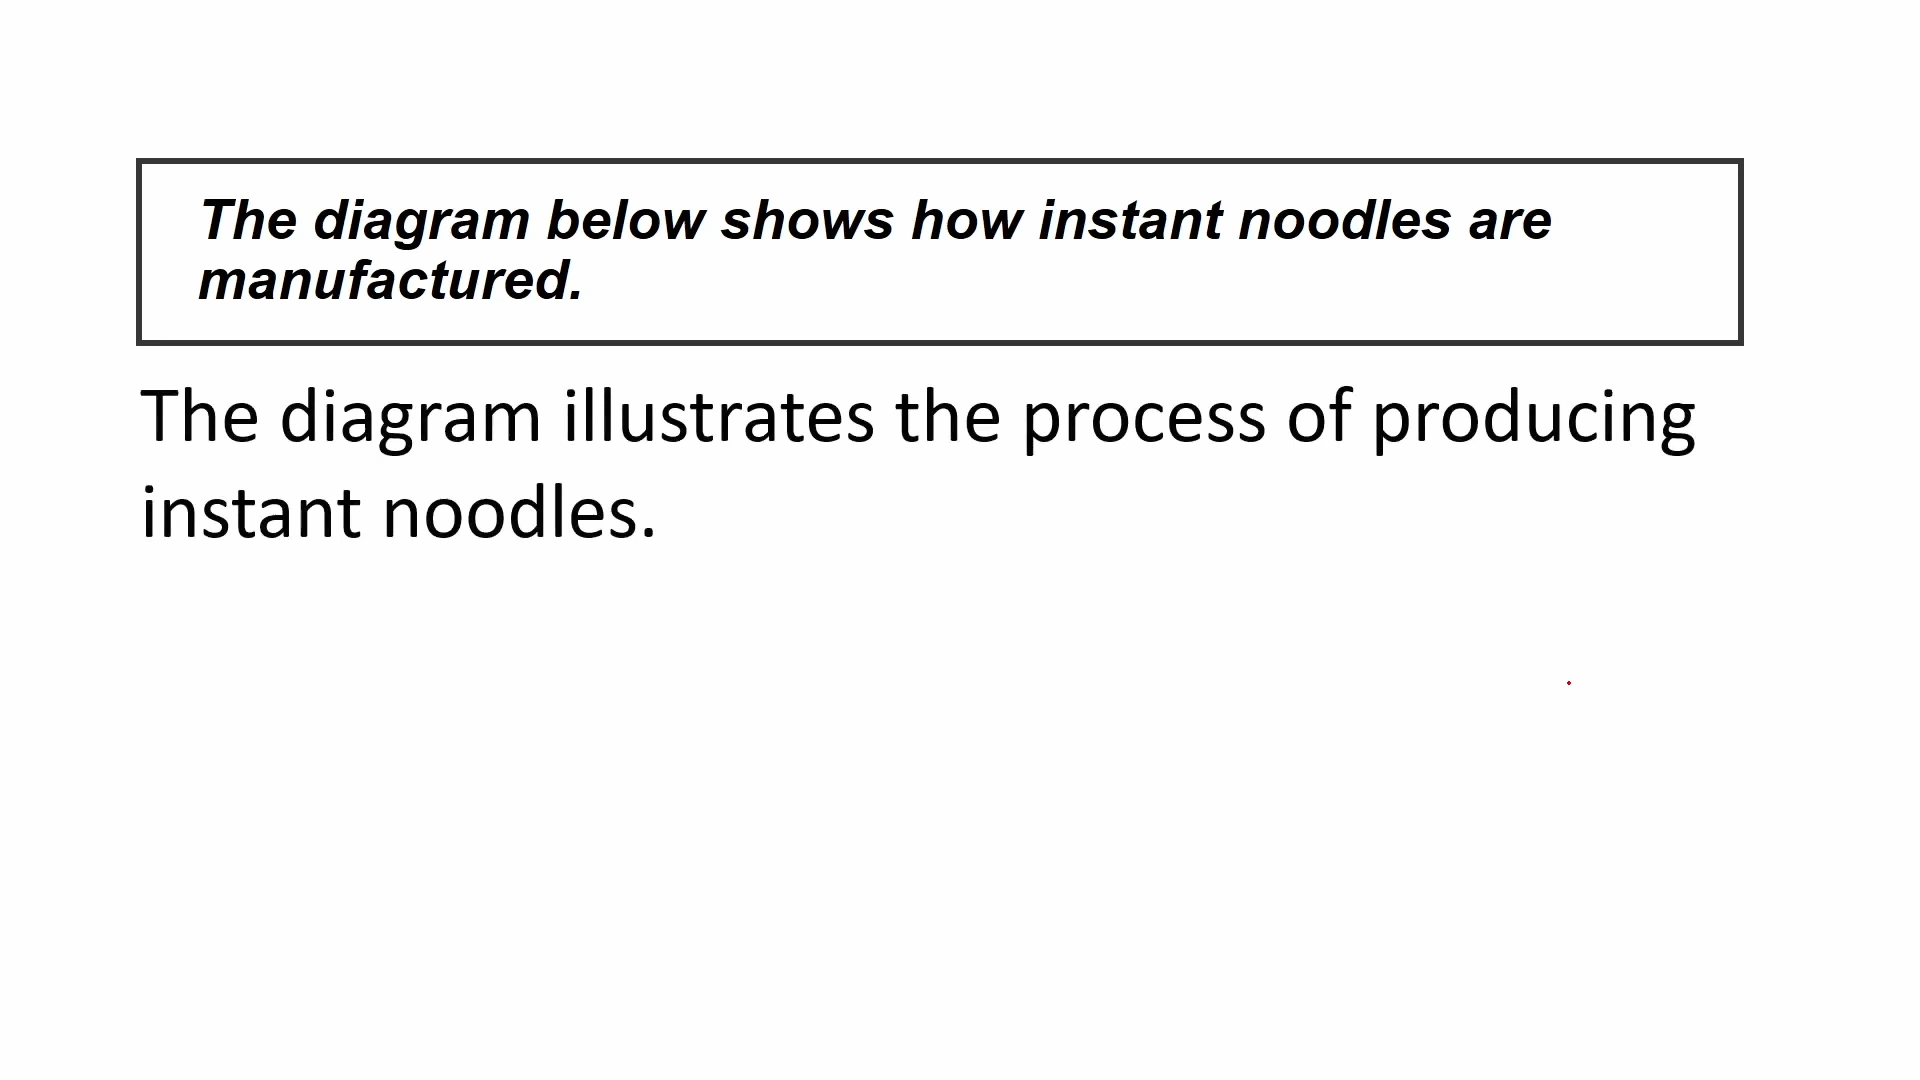 The diagram below shows how instant noodles are
manufactured.
The diagram illustrates the process of producing
instant noodles.